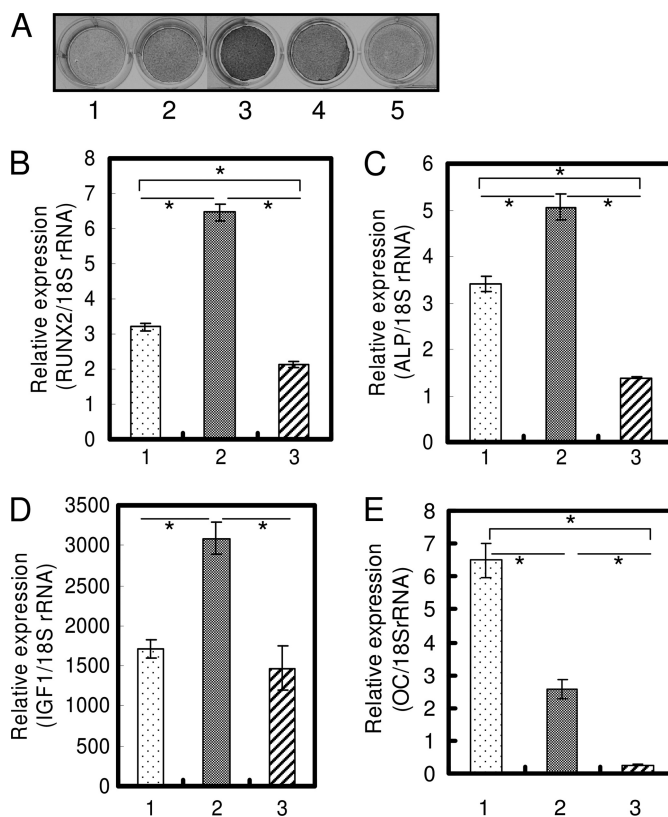 A
1 2 3 4 5
B
Relative expression
(RUNX2/18S rRNA)
8
7
6
5
4
3
2
1
0
*
* *
1 2 3
C
Relative expression
(ALP/18S rRNA)
6
5
4
3
2
1
0
*
* *
1 2 3
D
Relative expression
(IGF1/18S rRNA)
3500
3000
2500
2000
1500
1000
500
0
* *
1 2 3
E
Relative expression
(OC/18SrRNA)
8
7
6
5
4
3
2
1
0
*
* *
1 2 3